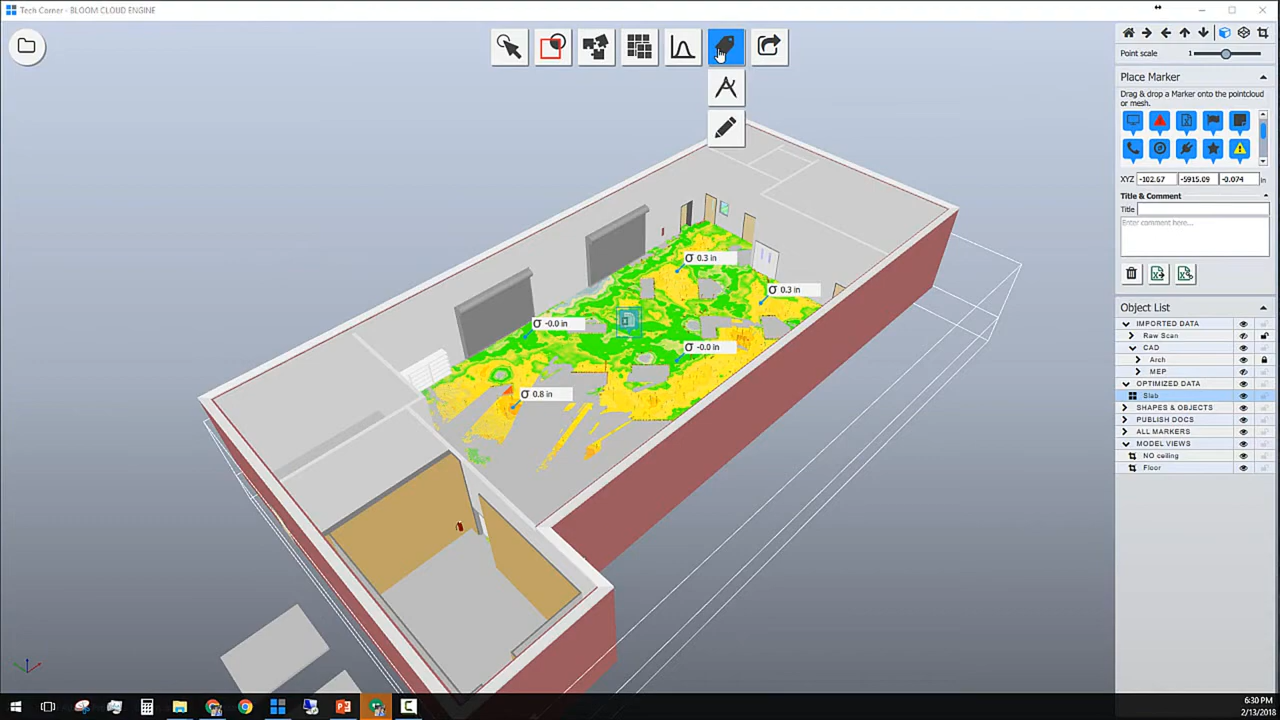 Tech Corner - BLOOM CLOUD ENGINE
Point scale 1
Place Marker
Drag & drop a Marker onto the pointcloud
or mesh.
XYZ -102.67 -5915.09 -0.074 in
Title & Comment
Title
Enter comment here...
Object List
IMPORTED DATA
Raw Scan
CAD
Arch
MEP
OPTIMIZED DATA
Slab
SHAPES & OBJECTS
PUBLISH DOCS
ALL MARKERS
MODEL VIEWS
NO ceiling
Floor
σ 0.3 in
σ 0.3 in
σ -0.0 in
σ -0.0 in
σ 0.8 in
6:30 PM
2/13/2018